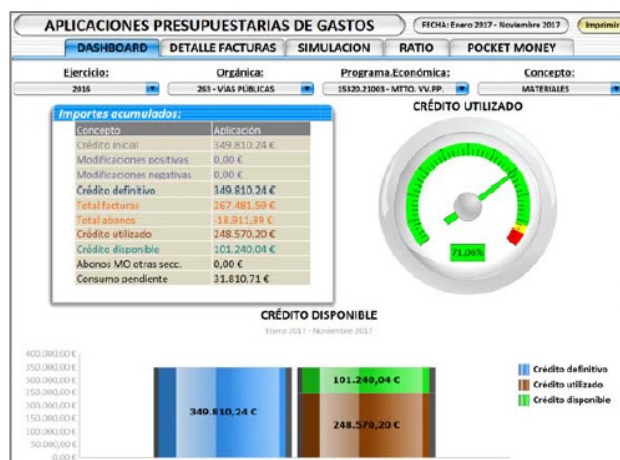 APLICACIONES PRESUPUESTARIAS DE GASTOS
FECHA: Enero 2017 - Noviembre 2017
Imprimir
DASHBOARD DETALLE FACTURAS SIMULACION RATIO POCKET MONEY
Ejercicio: Orgánica: Programa.Económica: Concepto:
2016 263 - VÍAS PÚBLICAS 15320.21003 - MTTO. VV.PP. MATERIALES
Importes acumulados:
Concepto Aplicación
Crédito inicial 349.810,24 €
Modificaciones positivas 0,00 €
Modificaciones negativas 0,00 €
Crédito definitivo 349.810,24 €
Total facturas 267.481,59 €
Total abonos -18.911,39 €
Crédito utilizado 248.570,20 €
Crédito disponible 101.240,04 €
Abonos MO otras secc. 0,00 €
Consumo pendiente 31.810,71 €
CRÉDITO UTILIZADO
71,06%
CRÉDITO DISPONIBLE
Enero 2017 - Noviembre 2017
400.000,00 €
350.000,00 €
300.000,00 €
250.000,00 €
200.000,00 €
150.000,00 €
100.000,00 €
50.000,00 €
0,00 €
349.810,24 €
101.240,04 €
248.570,20 €
Crédito definitivo
Crédito utilizado
Crédito disponible